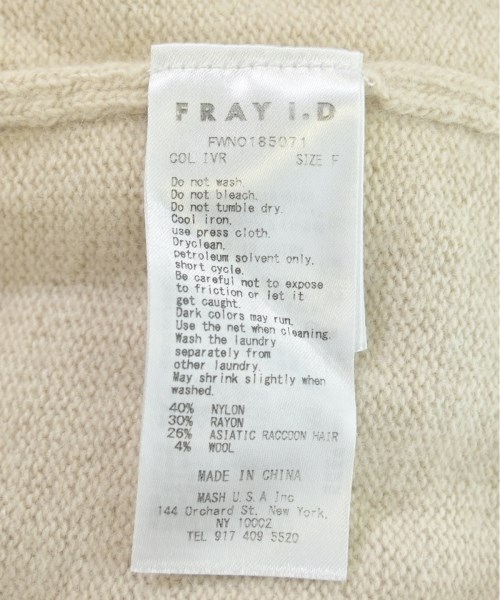 FRAY I.D
FWNO185071
COL IVR SIZE F
Do not wash.
Do not bleach.
Do not tumble dry.
Cool iron.
use press cloth.
Dryclean.
petroleum solvent only.
short cycle.
Be careful not to expose
to friction or let it
get caught.
Dark colors may run.
Use the net when cleaning.
Wash the laundry
separately from
other laundry.
May shrink slightly when
washed.
40% NYLON
30% RAYON
26% ASIATIC RACCOON HAIR
4% WOOL
MADE IN CHINA
MASH U.S.A Inc
144 Orchard St. New York,
NY 10002
TEL 917 409 5520